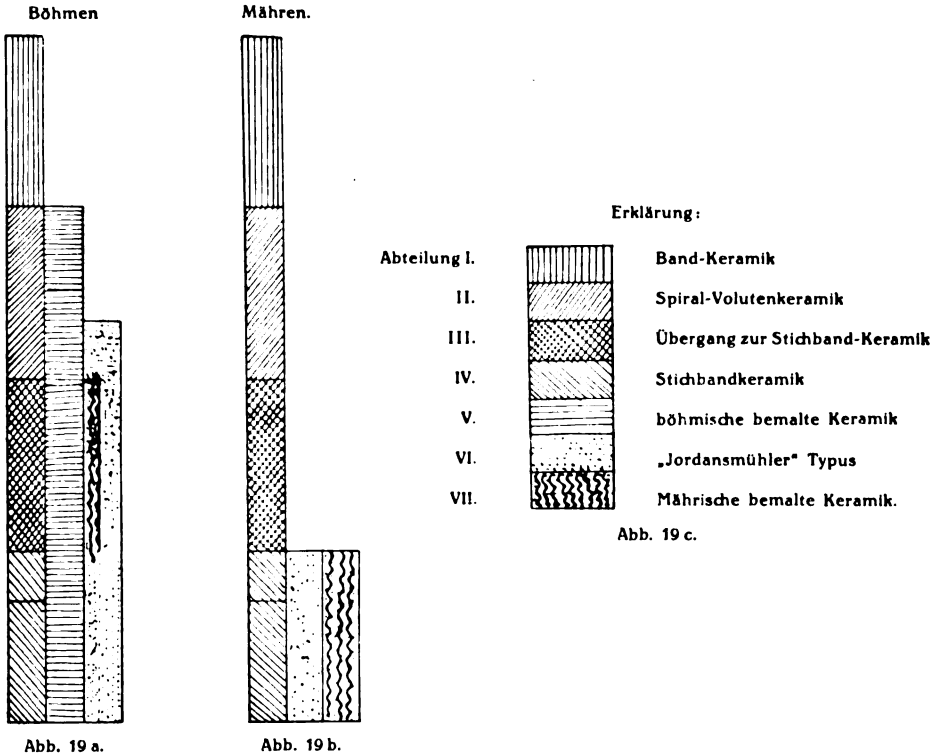 Böhmen
Mähren.
Erklärung:
Abteilung I. Band-Keramik
II. Spiral-Volutenkeramik
III. Übergang zur Stichband-Keramik
IV. Stichbandkeramik
V. böhmische bemalte Keramik
VI. „Jordansmühler“ Typus
VII. Mährische bemalte Keramik.
Abb. 19 c.
Abb. 19 a.
Abb. 19 b.